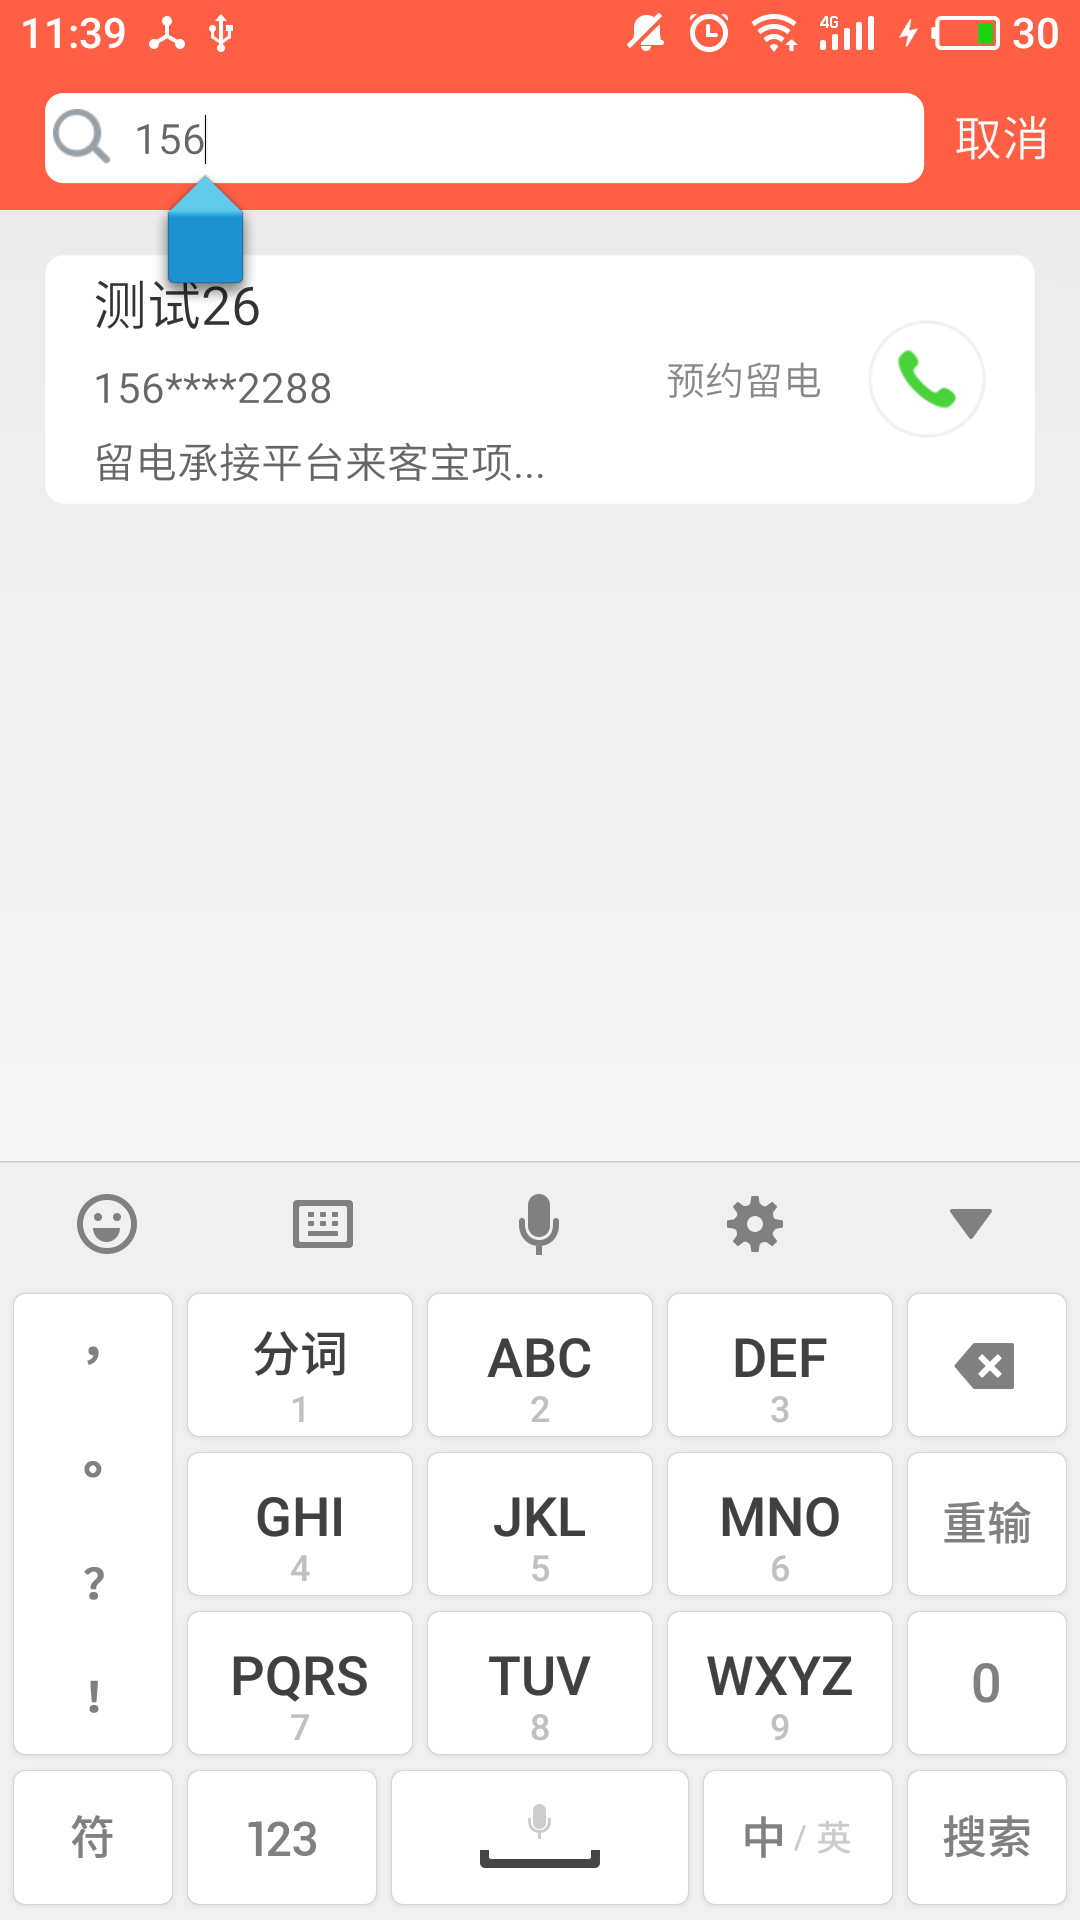 11:39 4G 30
156 取消
测试26
156****2288
预约留电
留电承接平台来客宝项...
，
。
?
!
分词 1
ABC 2
DEF 3
GHI 4
JKL 5
MNO 6
重输
PQRS 7
TUV 8
WXYZ 9
0
符
123
中 / 英
搜索